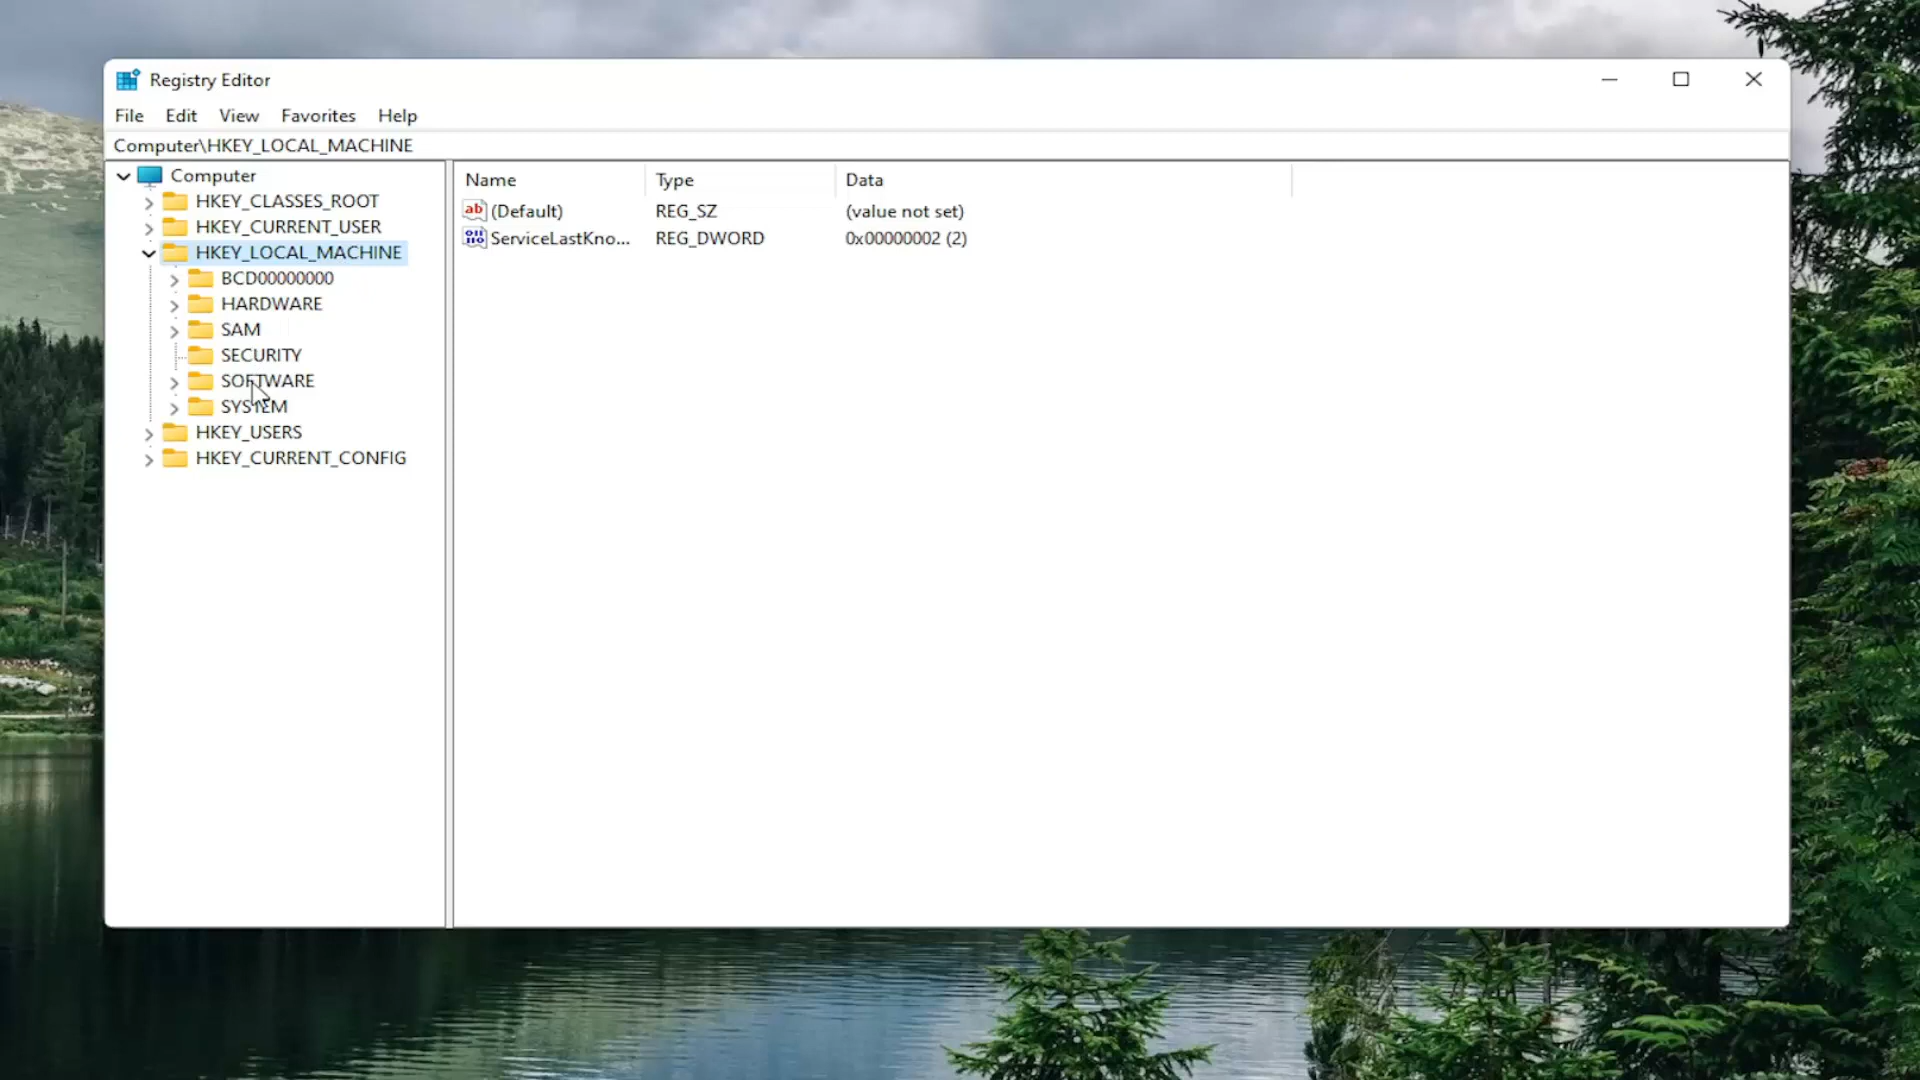 Registry Editor
File Edit View Favorites Help
Computer\HKEY_LOCAL_MACHINE
Computer
HKEY_CLASSES_ROOT
HKEY_CURRENT_USER
HKEY_LOCAL_MACHINE
BCD00000000
HARDWARE
SAM
SECURITY
SOFTWARE
SYSTEM
HKEY_USERS
HKEY_CURRENT_CONFIG
Name Type Data
(Default) REG_SZ (value not set)
ServiceLastKno... REG_DWORD 0x00000002 (2)